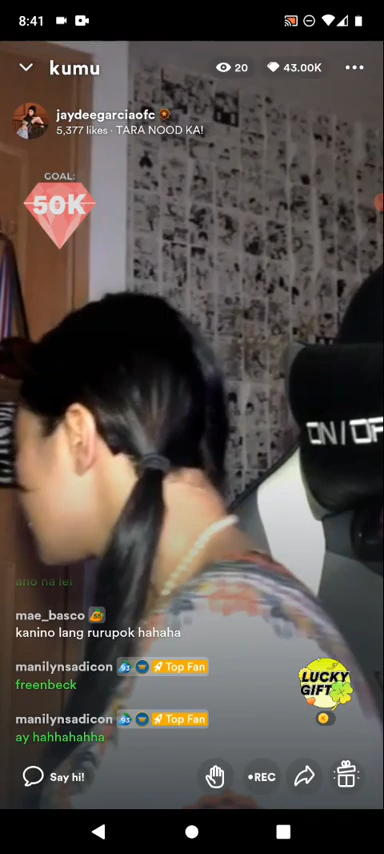 8:41
kumu
20
43.00K
jaydeegarciaofc
5,377 likes · TARA NOOD KA!
GOAL:
50K
ON/OF
ano na lei
mae_basco
kanino lang rurupok hahaha
manilynsadicon 93 Top Fan
freenbeck
LUCKY
GIFT
manilynsadicon 93 Top Fan
ay hahhahahha
Say hi!
•REC